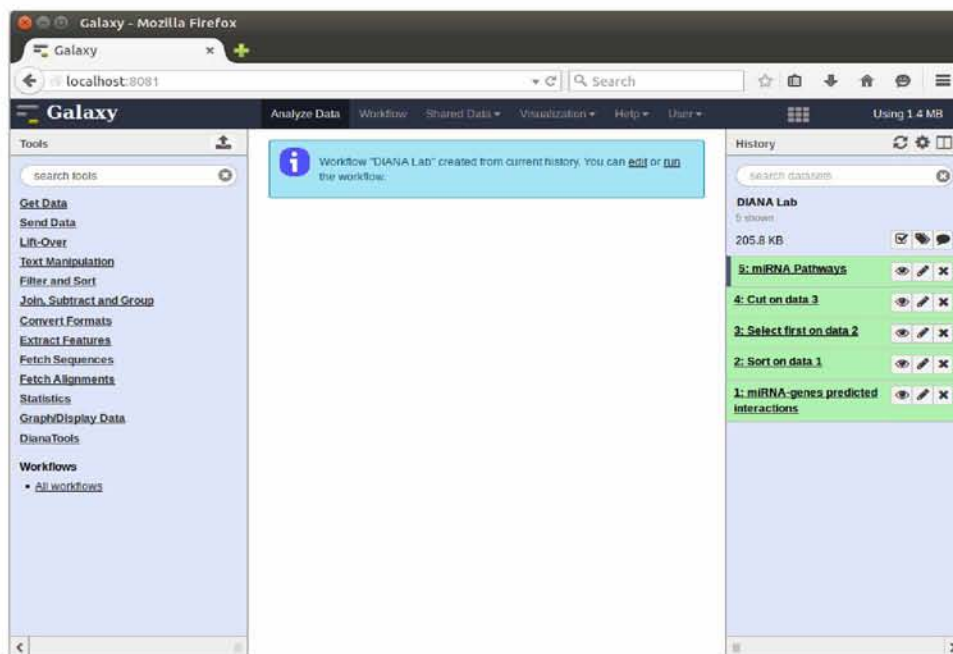 Galaxy - Mozilla Firefox
Galaxy
localhost:8081
Search
Galaxy
Analyze Data Workflow Shared Data Visualization Help User
Using 1.4 MB
Tools
search tools
Get Data
Send Data
Lift-Over
Text Manipulation
Filter and Sort
Join, Subtract and Group
Convert Formats
Extract Features
Fetch Sequences
Fetch Alignments
Statistics
Graph/Display Data
DianaTools
Workflows
All workflows
Workflow "DIANA Lab" created from current history. You can edit or run
the workflow.
History
search datasets
DIANA Lab
5 shown
205.8 KB
5: miRNA Pathways
4: Cut on data 3
3: Select first on data 2
2: Sort on data 1
1: miRNA-genes predicted
interactions